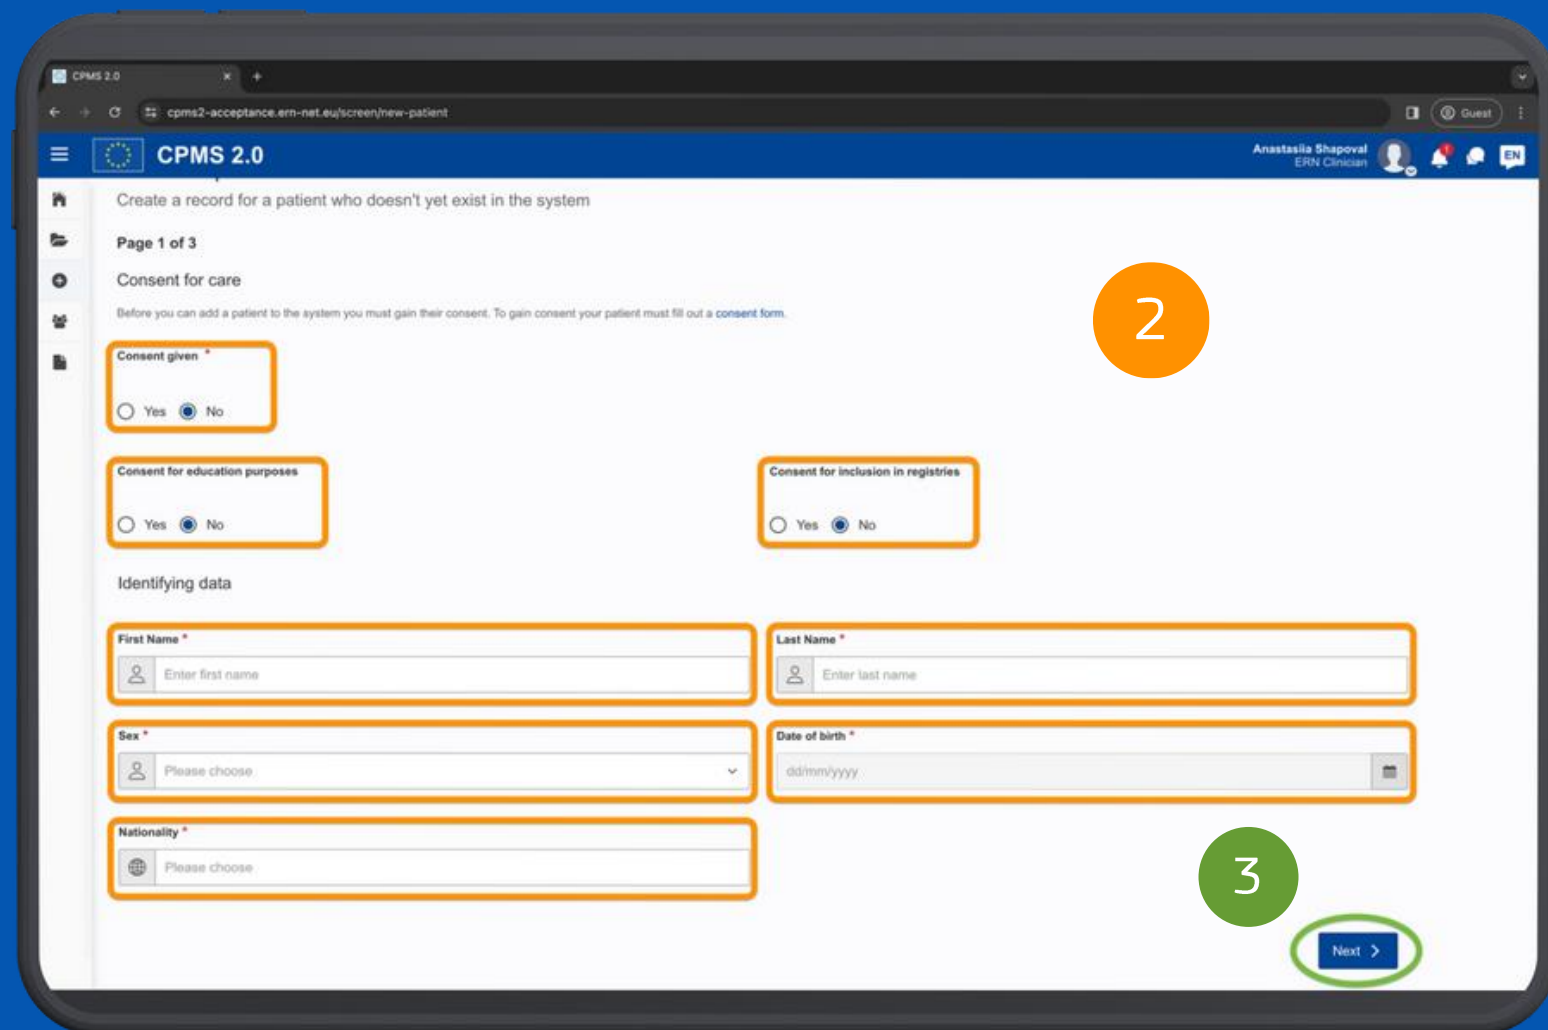 CPMS 2.0
cpms2-acceptance.ern-net.eu/screen/new-patient
Guest
CPMS 2.0
Anastasiia Shapoval
ERN Clinician
EN
Create a record for a patient who doesn't yet exist in the system
Page 1 of 3
Consent for care
Before you can add a patient to the system you must gain their consent. To gain consent your patient must fill out a consent form.
2
Consent given *
Yes No
Consent for education purposes
Yes No
Consent for inclusion in registries
Yes No
Identifying data
First Name *
Enter first name
Last Name *
Enter last name
Sex *
Please choose
Date of birth *
dd/mm/yyyy
Nationality *
Please choose
3
Next